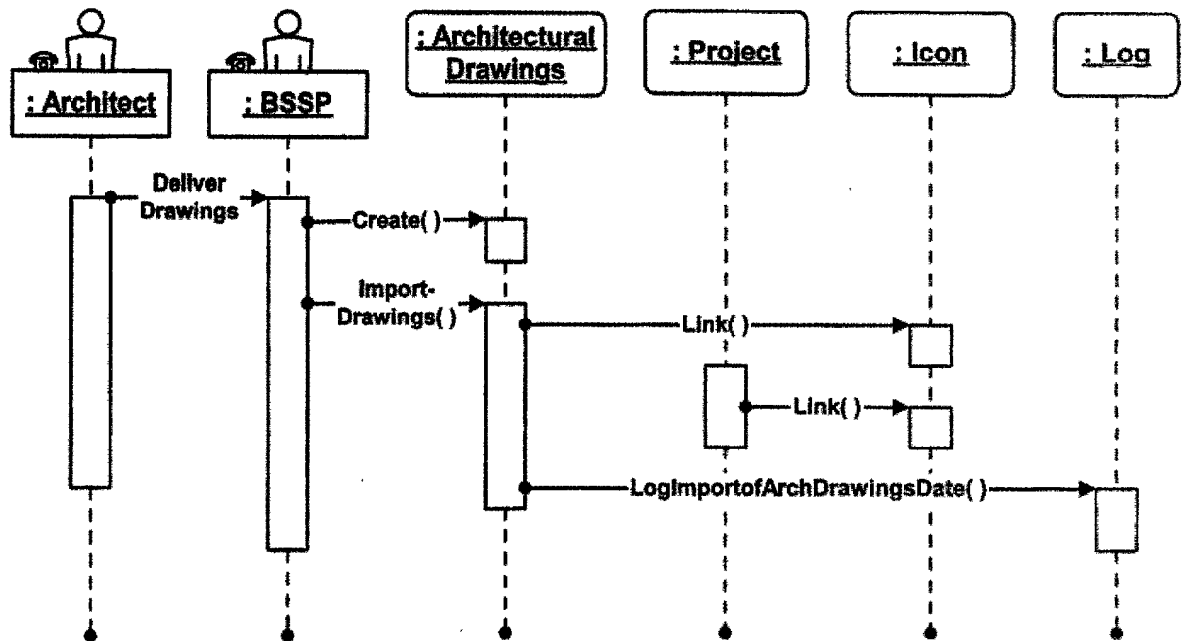 : Architect
: BSSP
: Architectural
Drawings
: Project
: Icon
: Log
Deliver
Drawings
Create( )
Import-
Drawings( )
Link( )
Link( )
LogImportofArchDrawingsDate( )